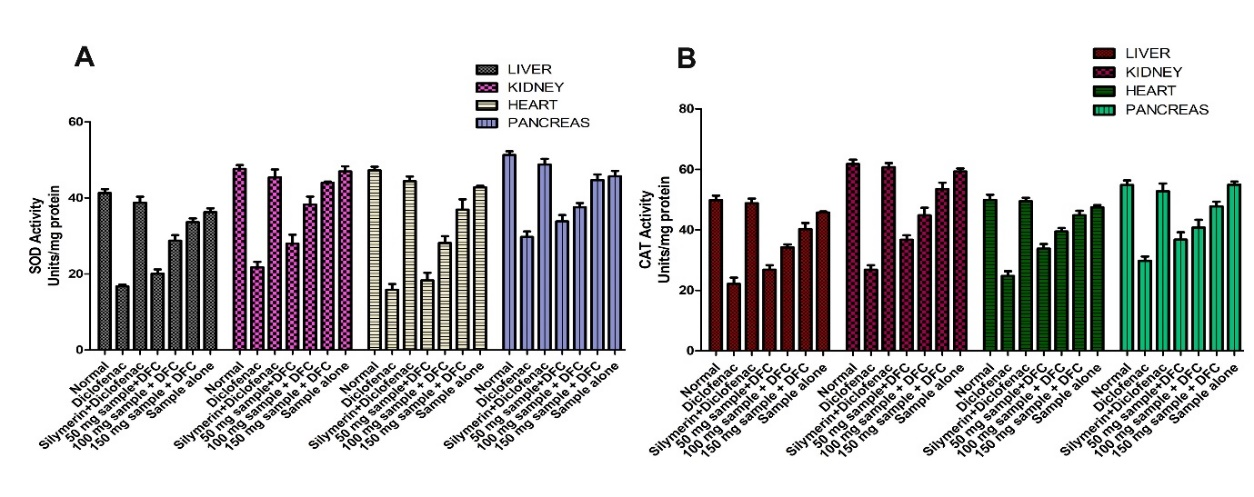 A
LIVER
KIDNEY
HEART
PANCREAS
SOD Activity
Units/mg protein
60
40
20
0
Normal
Diclofenac
Silymerin+Diclofenac
50 mg sample+DFC
100 mg sample + DFC
150 mg sample + DFC
Sample alone
Normal
Diclofenac
Silymerin+Diclofenac
50 mg sample+DFC
100 mg sample + DFC
150 mg sample + DFC
Sample alone
Normal
Diclofenac
Silymerin+Diclofenac
50 mg sample+DFC
100 mg sample + DFC
150 mg sample + DFC
Sample alone
Normal
Diclofenac
Silymerin+Diclofenac
50 mg sample+DFC
100 mg sample + DFC
150 mg sample + DFC
Sample alone
B
LIVER
KIDNEY
HEART
PANCREAS
CAT Activity
Units/mg protein
80
60
40
20
0
Normal
Diclofenac
Silymerin+Diclofenac
50 mg sample+DFC
100 mg sample + DFC
150 mg sample + DFC
Sample alone
Normal
Diclofenac
Silymerin+Diclofenac
50 mg sample+DFC
100 mg sample + DFC
150 mg sample + DFC
Sample alone
Normal
Diclofenac
Silymerin+Diclofenac
50 mg sample+DFC
100 mg sample + DFC
150 mg sample + DFC
Sample alone
Normal
Diclofenac
Silymerin+Diclofenac
50 mg sample+DFC
100 mg sample + DFC
150 mg sample + DFC
Sample alone